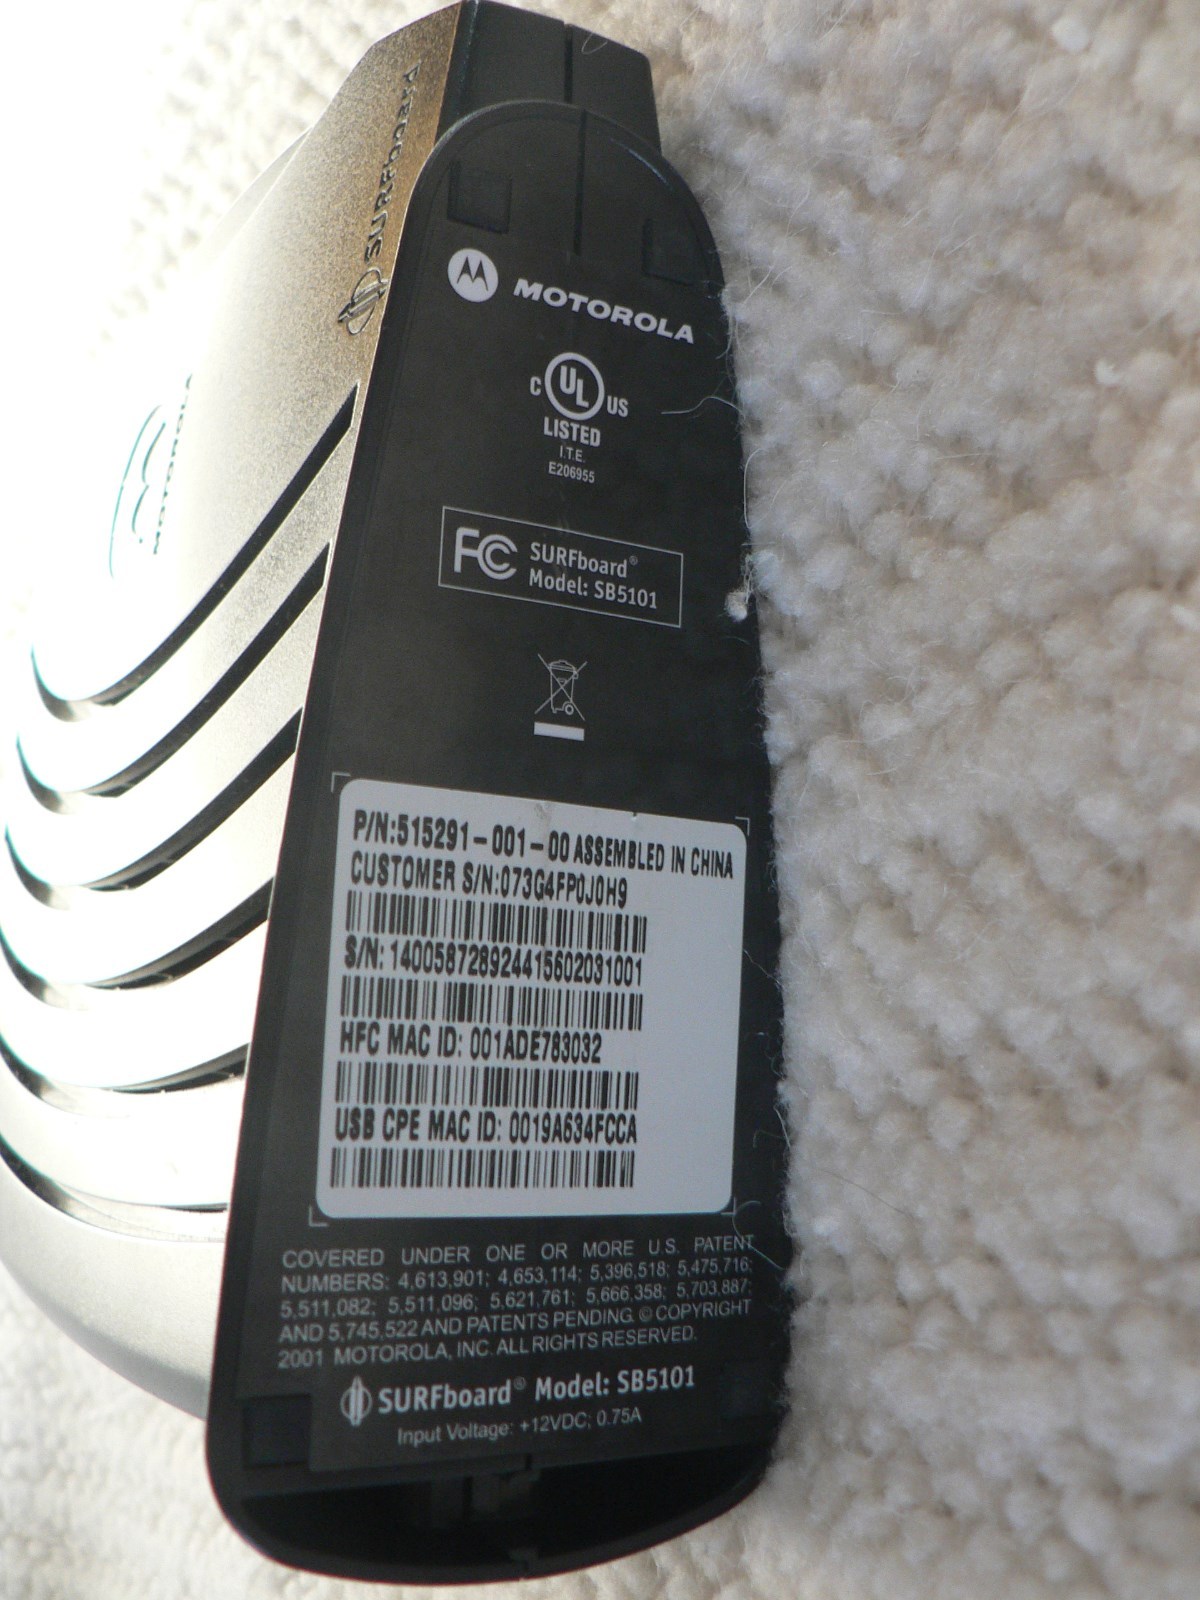 SURFboard
MOTOROLA
MOTOROLA
C UL US
LISTED
I.T.E.
E206955
FC SURFboard®
Model: SB5101
P/N:515291-001-00 ASSEMBLED IN CHINA
CUSTOMER S/N:073G4FP0J0H9
S/N: 140058728924415602031001
HFC MAC ID: 001ADE783032
USB CPE MAC ID: 0019A634FCCA
COVERED UNDER ONE OR MORE U.S. PATENT
NUMBERS: 4,613,901; 4,653,114; 5,396,518; 5,475,716;
5,511,082; 5,511,096; 5,621,761; 5,666,358; 5,703,887;
AND 5,745,522 AND PATENTS PENDING. © COPYRIGHT
2001 MOTOROLA, INC. ALL RIGHTS RESERVED.
SURFboard® Model: SB5101
Input Voltage: +12VDC; 0.75A